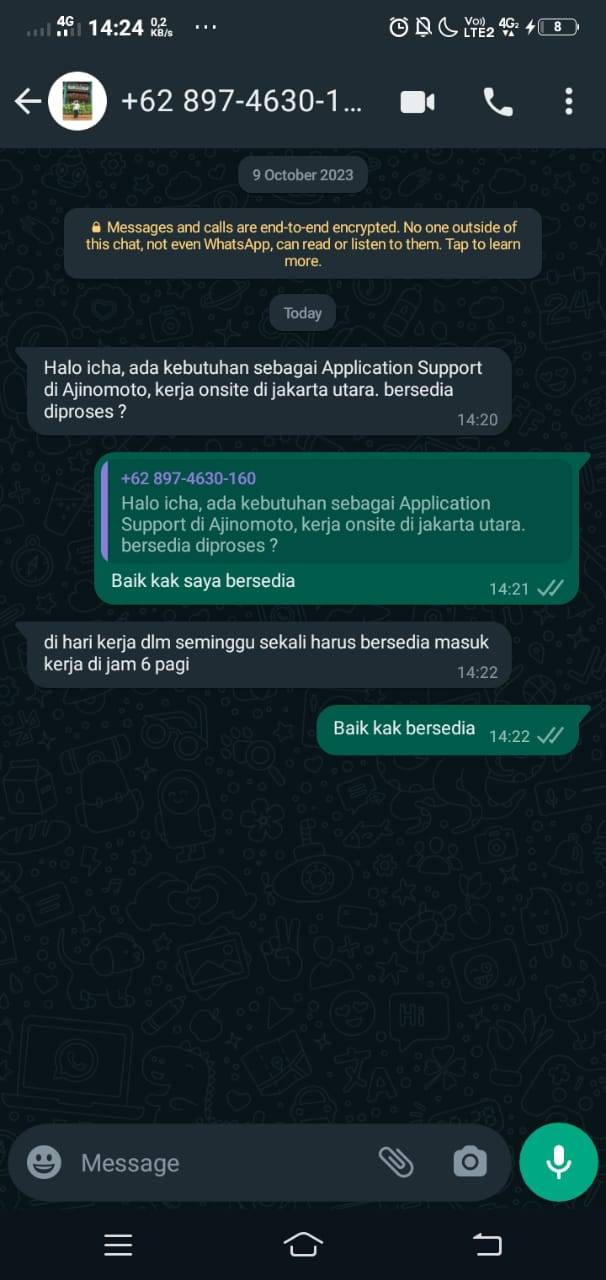 4G 14:24 0,2 KB/s ... Vo)) LTE2 4G 8
+62 897-4630-1...
9 October 2023
Messages and calls are end-to-end encrypted. No one outside of
this chat, not even WhatsApp, can read or listen to them. Tap to learn
more.
Today
Halo icha, ada kebutuhan sebagai Application Support
di Ajinomoto, kerja onsite di jakarta utara. bersedia
diproses ?
14:20
+62 897-4630-160
Halo icha, ada kebutuhan sebagai Application
Support di Ajinomoto, kerja onsite di jakarta utara.
bersedia diproses ?
Baik kak saya bersedia
14:21
di hari kerja dlm seminggu sekali harus bersedia masuk
kerja di jam 6 pagi
14:22
Baik kak bersedia 14:22
Message